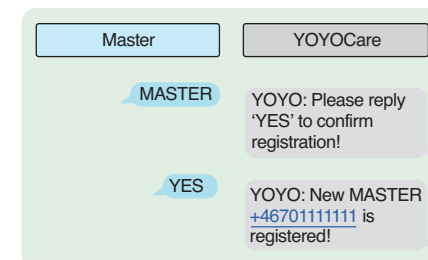 Master
YOYOCare
MASTER
YOYO: Please reply
‘YES’ to confirm
registration!
YES
YOYO: New MASTER
+46701111111 is
registered!